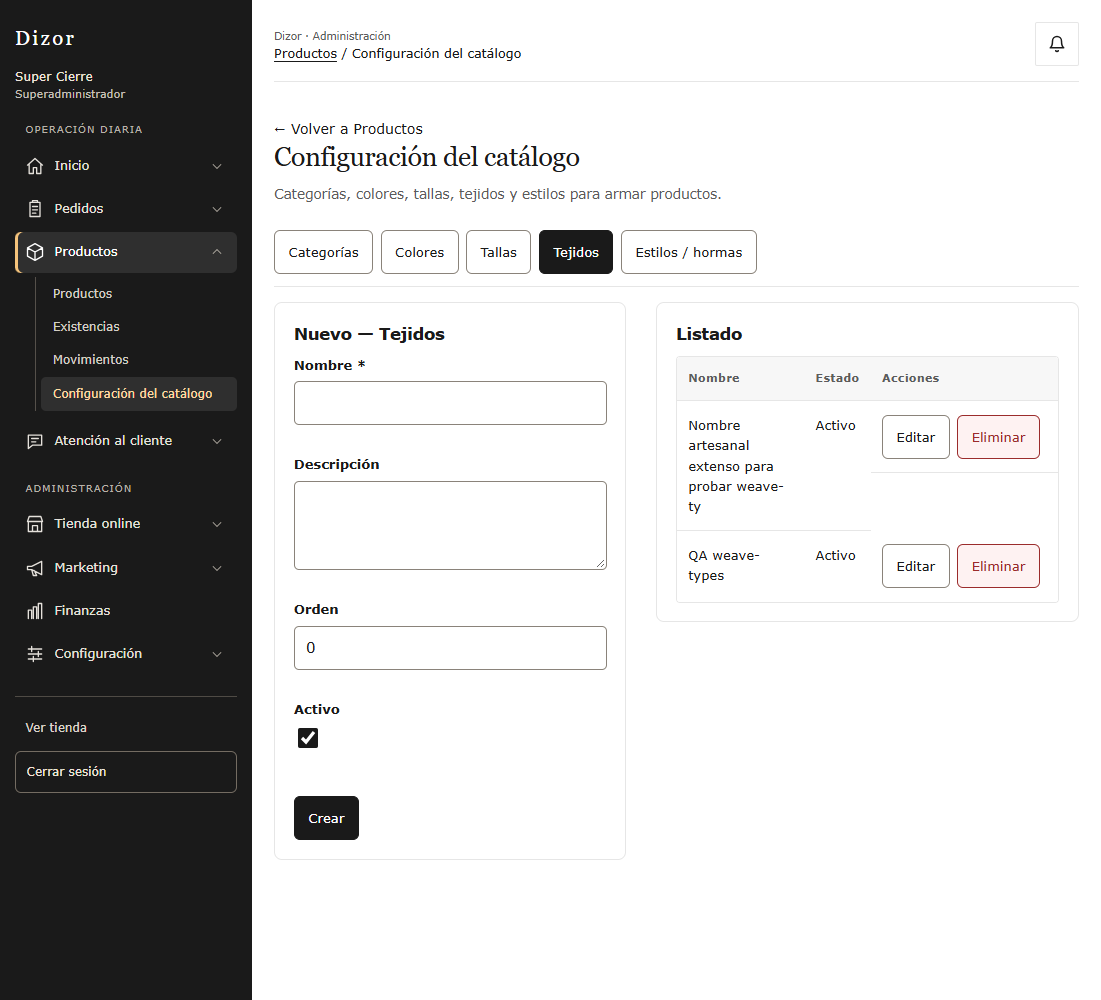 Dizor
Super Cierre
Superadministrador
OPERACIÓN DIARIA
Inicio
Pedidos
Productos
Productos
Existencias
Movimientos
Configuración del catálogo
Atención al cliente
ADMINISTRACIÓN
Tienda online
Marketing
Finanzas
Configuración
Ver tienda
Cerrar sesión
Dizor · Administración
Productos / Configuración del catálogo
← Volver a Productos
Configuración del catálogo
Categorías, colores, tallas, tejidos y estilos para armar productos.
Categorías Colores Tallas Tejidos Estilos / hormas
Nuevo — Tejidos
Nombre *
Descripción
Orden
0
Activo
Crear
Listado
Nombre Estado Acciones
Nombre Activo Editar Eliminar
artesanal
extenso para
probar weave-
ty
QA weave- Activo Editar Eliminar
types